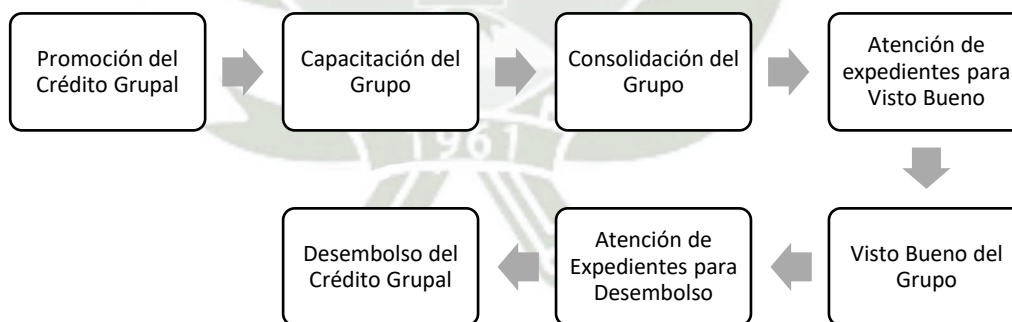 Promoción del
Crédito Grupal
Capacitación del
Grupo
Consolidación del
Grupo
Atención de
expedientes para
Visto Bueno
1961
Visto Bueno del
Grupo
Atención de
Expedientes para
Desembolso
Desembolso del
Crédito Grupal